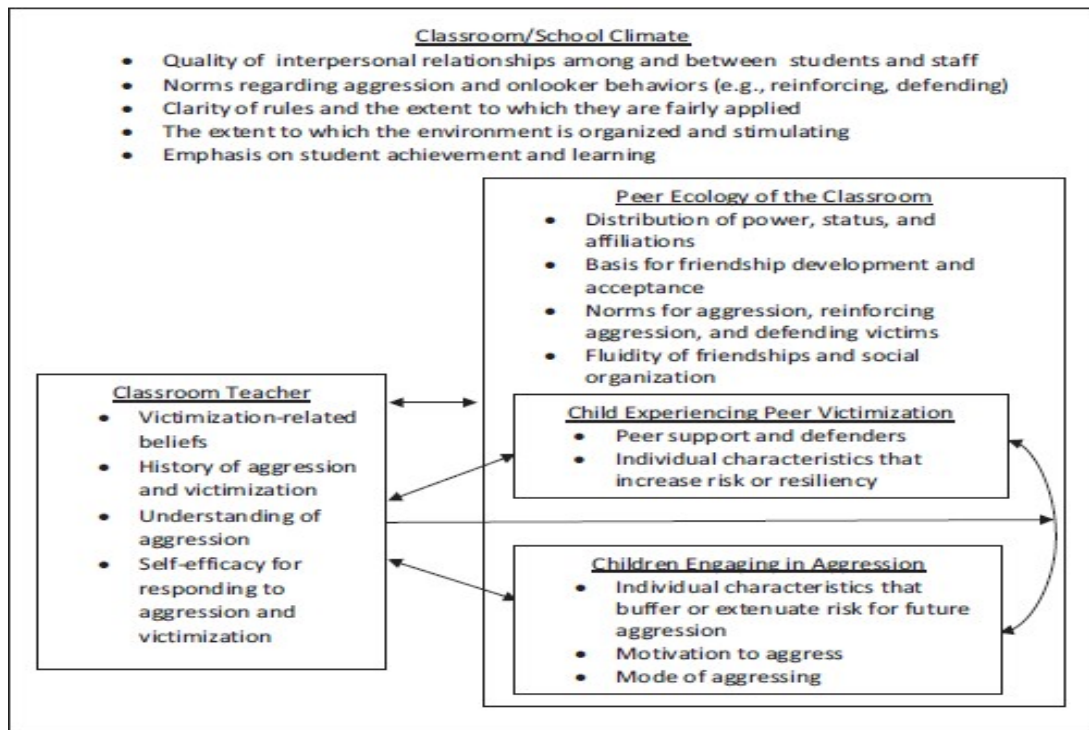 Classroom/School Climate
• Quality of interpersonal relationships among and between students and staff
• Norms regarding aggression and onlooker behaviors (e.g., reinforcing, defending)
• Clarity of rules and the extent to which they are fairly applied
• The extent to which the environment is organized and stimulating
• Emphasis on student achievement and learning
Peer Ecology of the Classroom
• Distribution of power, status, and
affiliations
• Basis for friendship development and
acceptance
• Norms for aggression, reinforcing
aggression, and defending victims
• Fluidity of friendships and social
organization
Classroom Teacher
• Victimization-related
beliefs
• History of aggression
and victimization
• Understanding of
aggression
• Self-efficacy for
responding to
aggression and
victimization
Child Experiencing Peer Victimization
• Peer support and defenders
• Individual characteristics that
increase risk or resiliency
Children Engaging in Aggression
• Individual characteristics that
buffer or extenuate risk for future
aggression
• Motivation to aggress
• Mode of aggressing